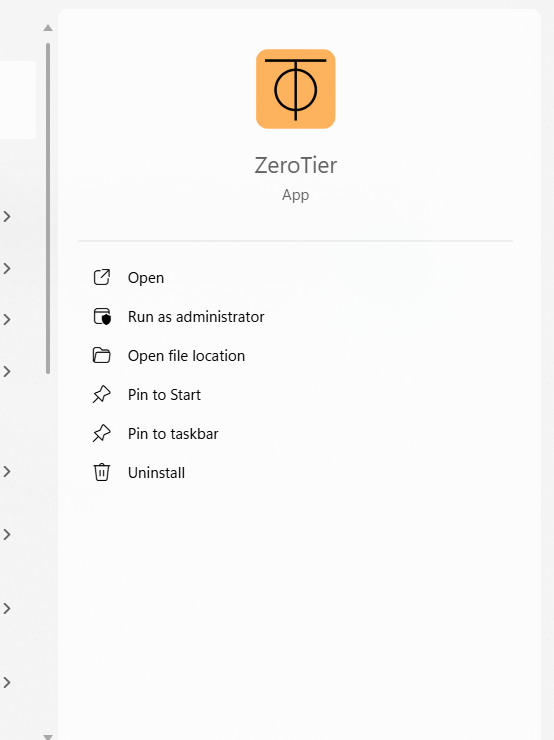 ZeroTier
App
Open
Run as administrator
Open file location
Pin to Start
Pin to taskbar
Uninstall